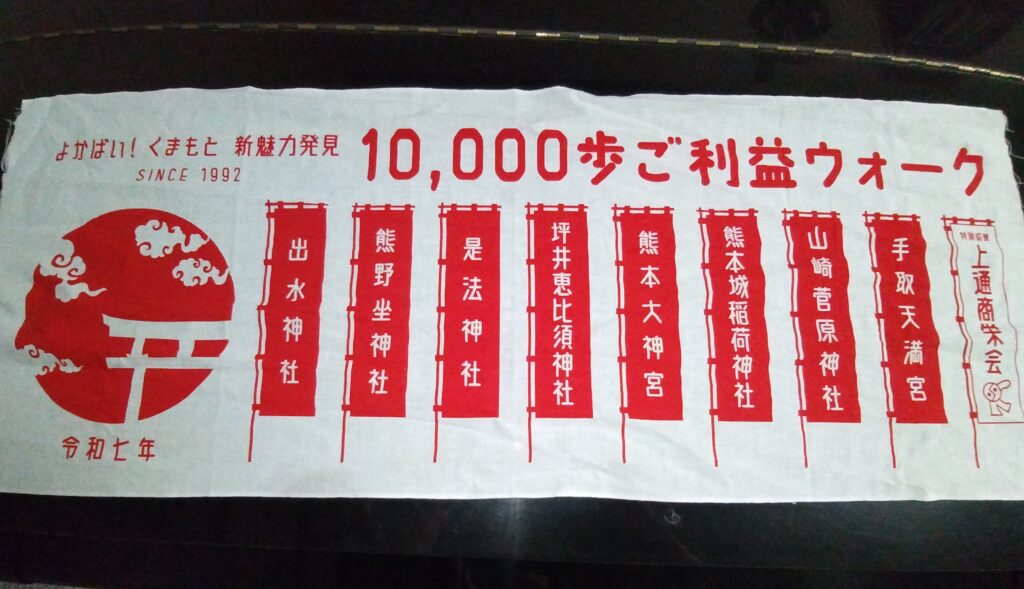 よかばい！くまもと 新魅力発見
SINCE 1992
10,000歩ご利益ウォーク
出水神社
熊野坐神社
是法神社
坪井恵比須神社
熊本大神宮
熊本城稲荷神社
山崎菅原神社
手取天満宮
特別協賛
上通商栄会
令和七年